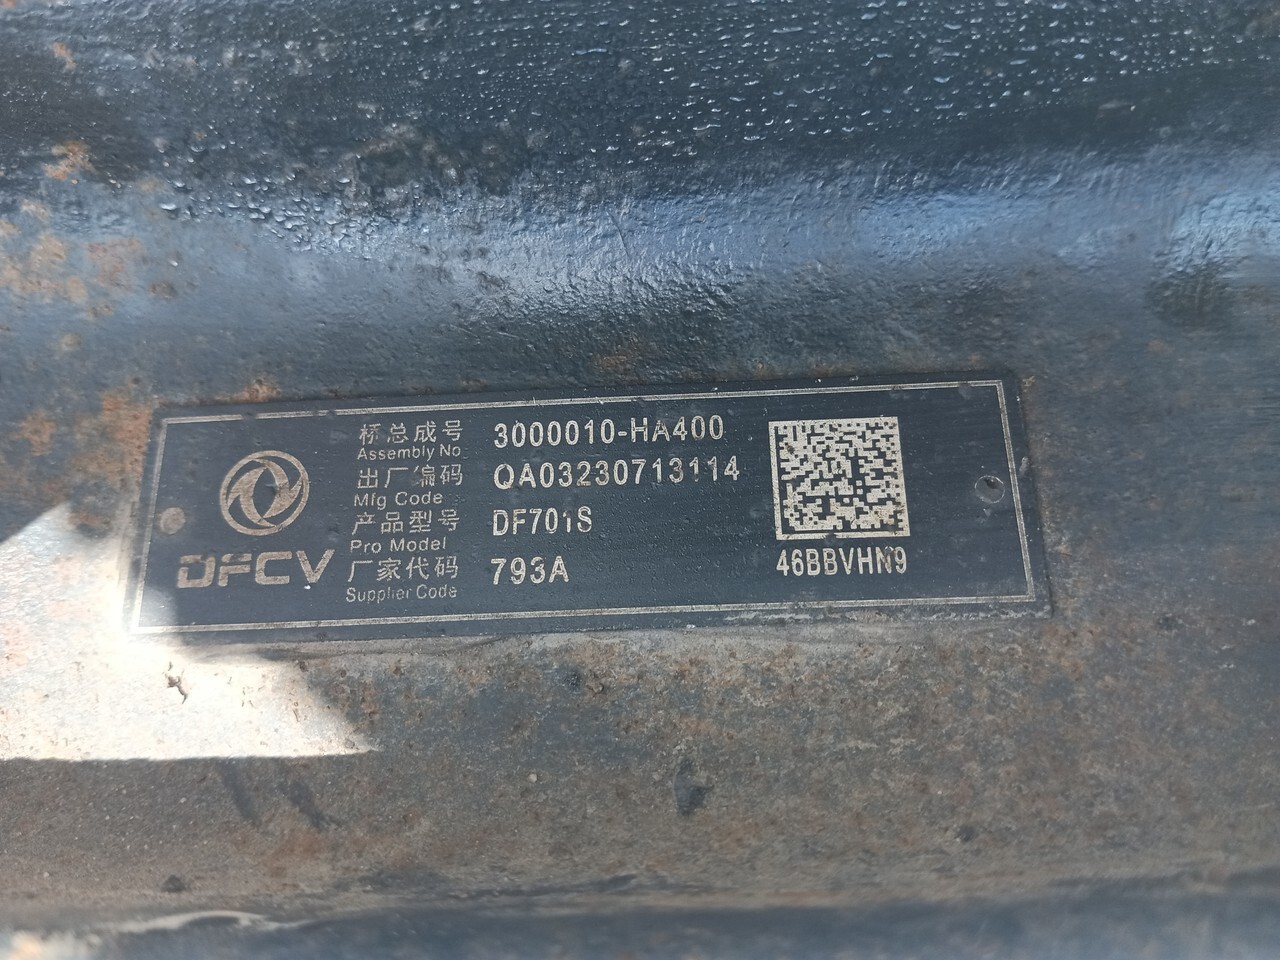 桥总成号 3000010-HA400
Assembly No
出厂编码 QA03230713114
Mfg Code
产品型号 DF701S
Pro Model
厂家代码 793A
Supplier Code
DFCV
46BBVHN9